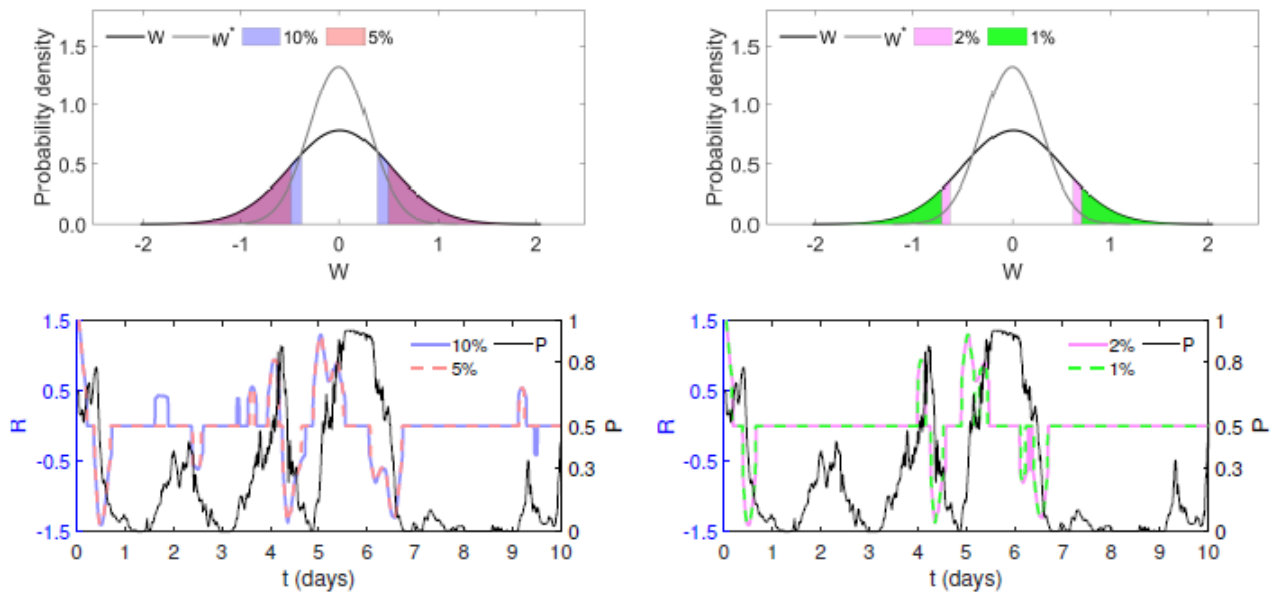 W W* 10% 5%
Probability density
1.5
1.0
0.5
0.0
-2 -1 0 1 2
W
W W* 2% 1%
Probability density
1.5
1.0
0.5
0.0
-2 -1 0 1 2
W
10% P
5%
R
1.5
0.5
-0.5
-1.5
P
1
0.8
0.5
0.3
0
0 1 2 3 4 5 6 7 8 9 10
t (days)
2% P
1%
R
1.5
0.5
-0.5
-1.5
P
1
0.8
0.5
0.3
0
0 1 2 3 4 5 6 7 8 9 10
t (days)